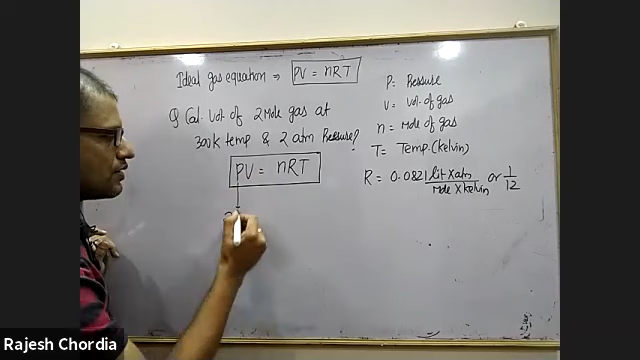 Ideal gas equation ⇒ PV = nRT
Q Cal. Vol. of 2 Mole gas at
300k temp & 2 atm Pressure?
PV = nRT
P: Pressure
V = Vol. of gas
n = Mole of gas
T = Temp. (Kelvin)
R = 0.0821 lit X atm / Mole X Kelvin or 1/12
Rajesh Chordia